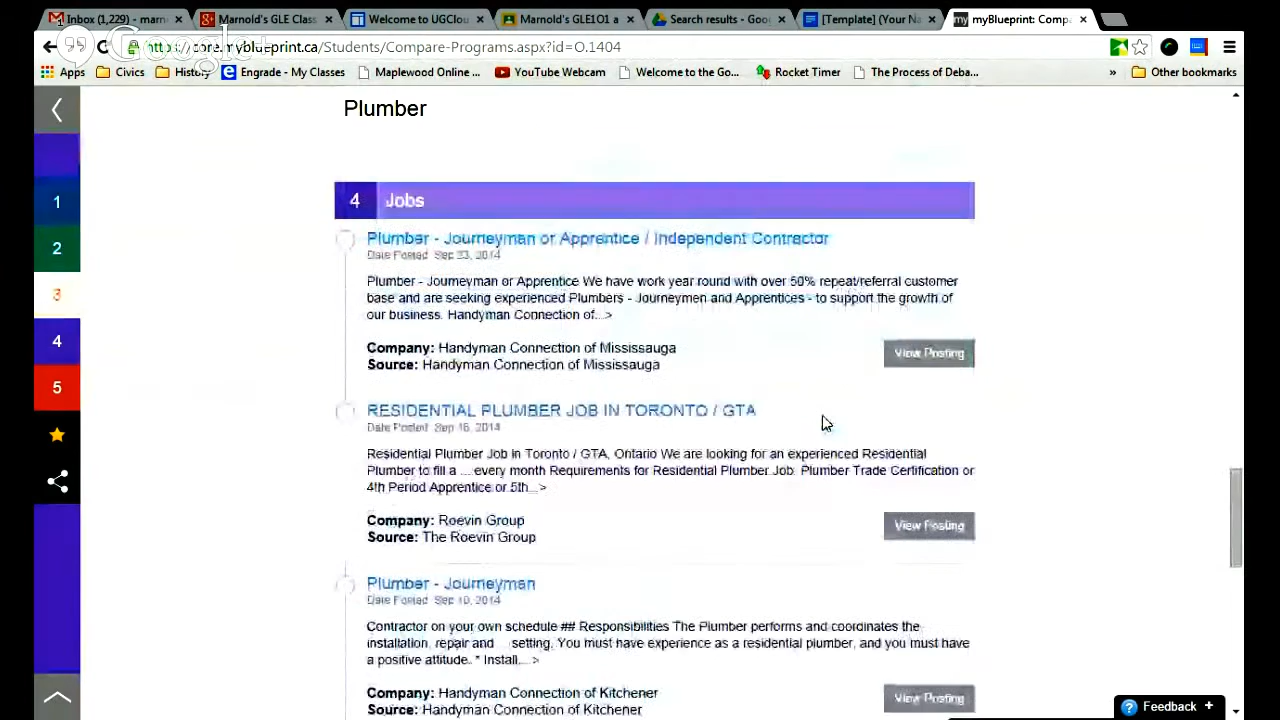 Inbox (1,229) - marn
Marnold's GLE Class
Welcome to UGClou
Marnold's GLE1O1 a
Search results - Goo
[Template] (Your Na
myBlueprint: Compa
Google
https://core.myblueprint.ca/Students/Compare-Programs.aspx?id=O.1404
Apps
Civics
History
Engrade - My Classes
Maplewood Online ...
YouTube Webcam
Welcome to the Go...
Rocket Timer
The Process of Deba...
»
Other bookmarks
Plumber
1
2
3
4
5
4 Jobs
Plumber - Journeyman or Apprentice / Independent Contractor
Date Posted: Sep 23, 2014
Plumber - Journeyman or Apprentice We have work year round with over 50% repeat/referral customer
base and are seeking experienced Plumbers - Journeymen and Apprentices - to support the growth of
our business. Handyman Connection of...>
Company: Handyman Connection of Mississauga
Source: Handyman Connection of Mississauga
View Posting
RESIDENTIAL PLUMBER JOB IN TORONTO / GTA
Date Posted: Sep 16, 2014
Residential Plumber Job in Toronto / GTA, Ontario We are looking for an experienced Residential
Plumber to fill a ... every month Requirements for Residential Plumber Job: Plumber Trade Certification or
4th Period Apprentice or 5th...>
Company: Roevin Group
Source: The Roevin Group
View Posting
Plumber - Journeyman
Date Posted: Sep 10, 2014
Contractor on your own schedule ## Responsibilities The Plumber performs and coordinates the
installation, repair and setting. You must have experience as a residential plumber, and you must have
a positive attitude. * Install,...>
Company: Handyman Connection of Kitchener
Source: Handyman Connection of Kitchener
View Posting
Feedback +